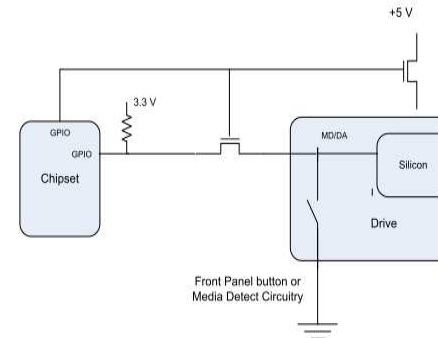 +5 V
3.3 V
GPIO
GPIO
Chipset
MD/DA
Silicon
Drive
Front Panel button or
Media Detect Circuitry